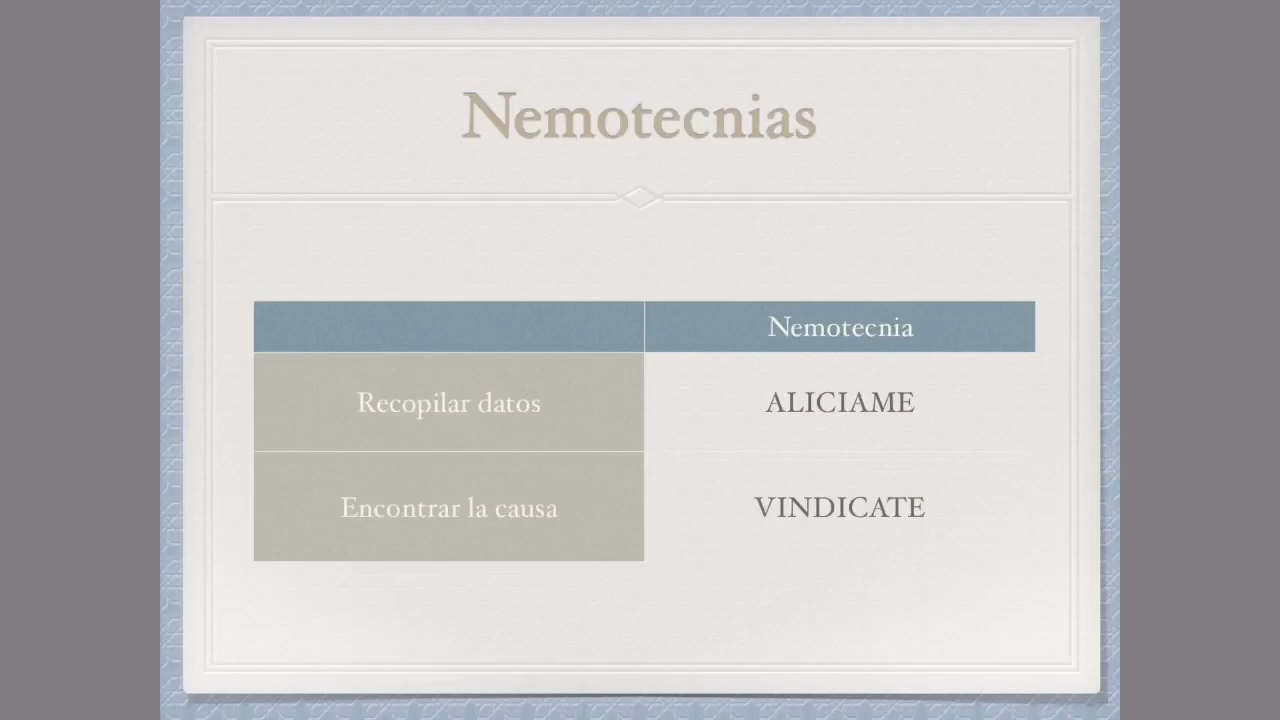 Nemotecnias
Nemotecnia
Recopilar datos
ALICIAME
Encontrar la causa
VINDICATE